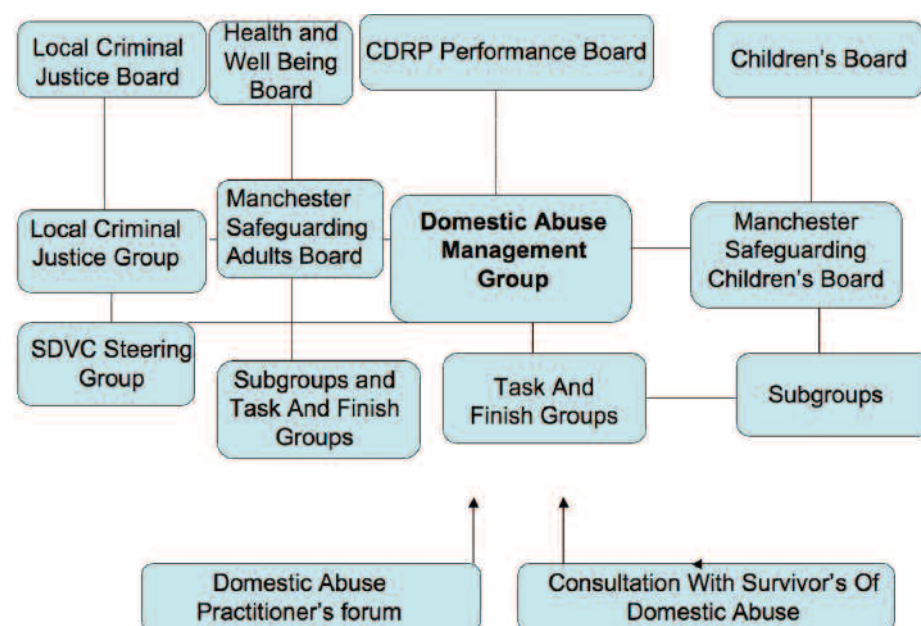 Local Criminal
Justice Board
Health and
Well Being
Board
CDRP Performance Board
Children's Board
Local Criminal
Justice Group
Manchester
Safeguarding
Adults Board
Domestic Abuse
Management
Group
Manchester
Safeguarding
Children's Board
SDVC Steering
Group
Subgroups and
Task And Finish
Groups
Task And
Finish Groups
Subgroups
Domestic Abuse
Practitioner's forum
Consultation With Survivor's Of
Domestic Abuse